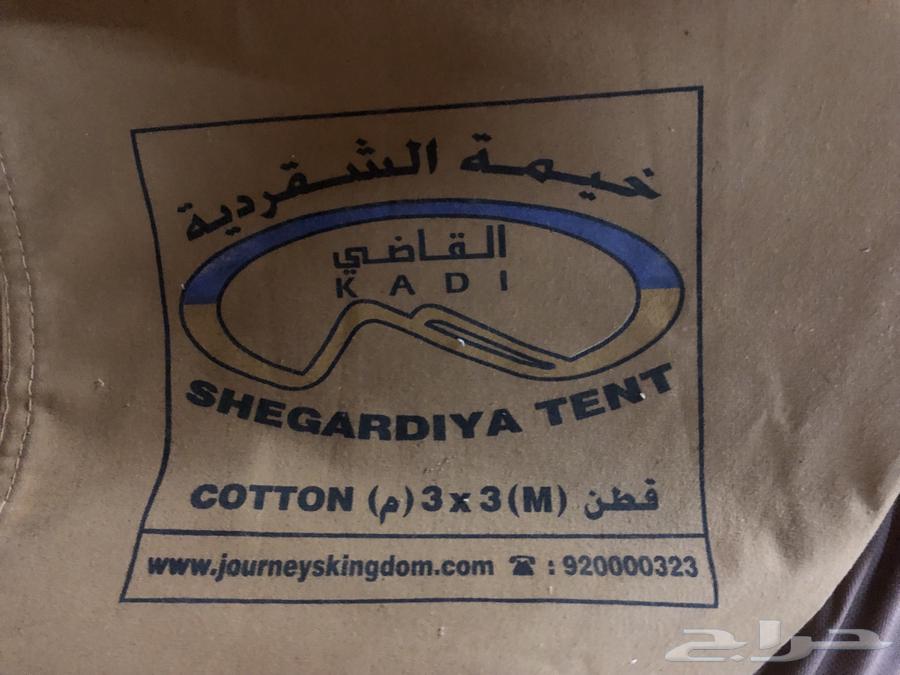 خيمة الشقردية
القاضي
KADI
SHEGARDIYA TENT
COTTON (م) 3 x 3 (M) قطن
www.journeyskingdom.com ☎ : 920000323
حراج